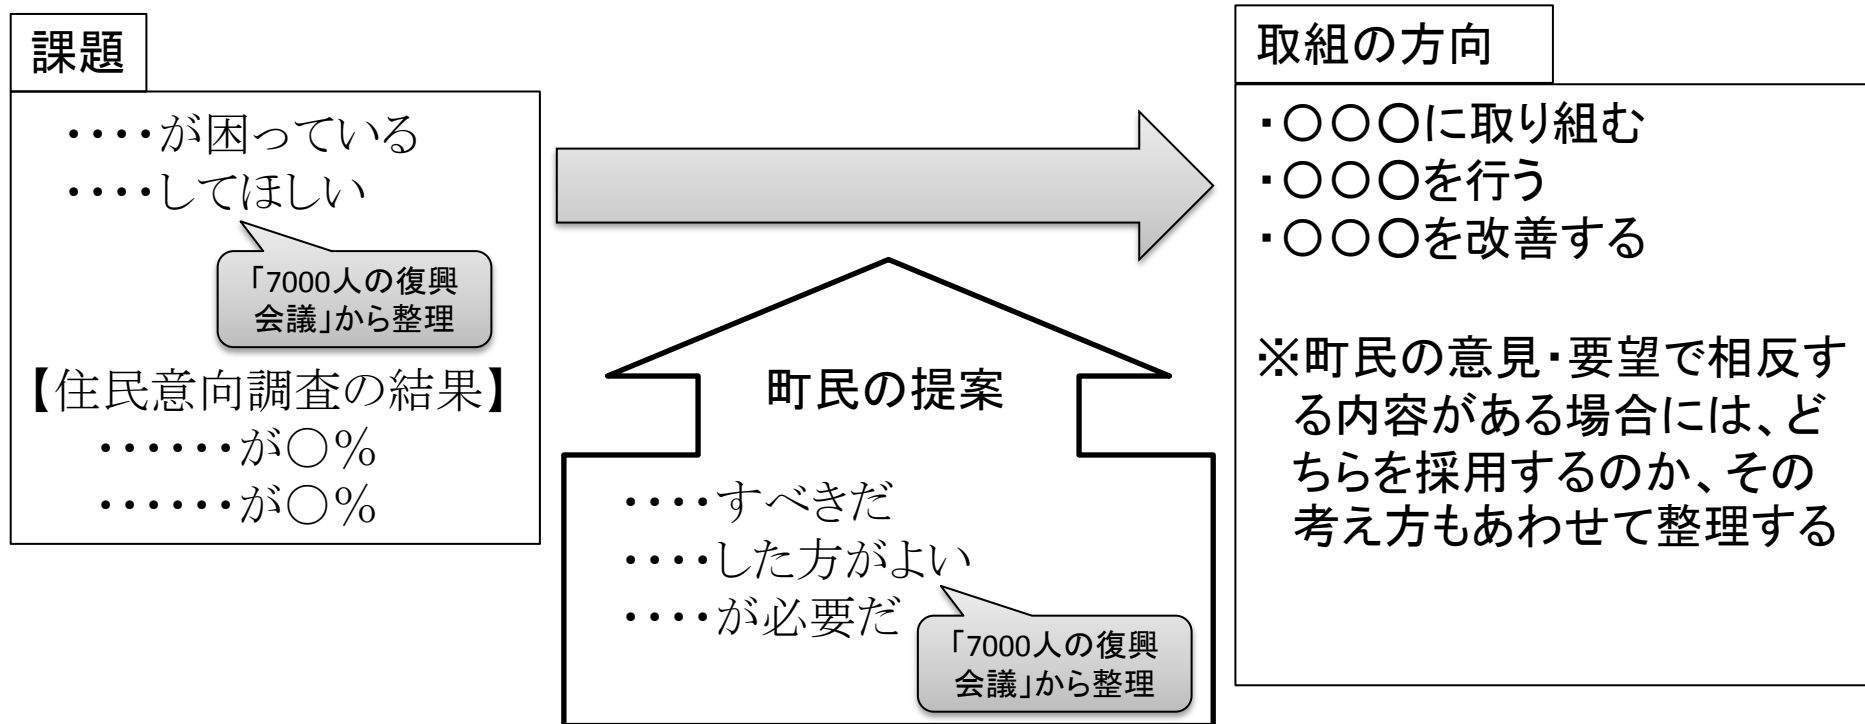 課題
・・・・が困っている
・・・・してほしい
「7000人の復興
会議」から整理
【住民意向調査の結果】
・・・・・・が○％
・・・・・・が○％
町民の提案
・・・・すべきだ
・・・・した方がよい
・・・・が必要だ
「7000人の復興
会議」から整理
取組の方向
・○○○に取り組む
・○○○を行う
・○○○を改善する
※町民の意見・要望で相反す
る内容がある場合には、ど
ちらを採用するのか、その
考え方もあわせて整理する